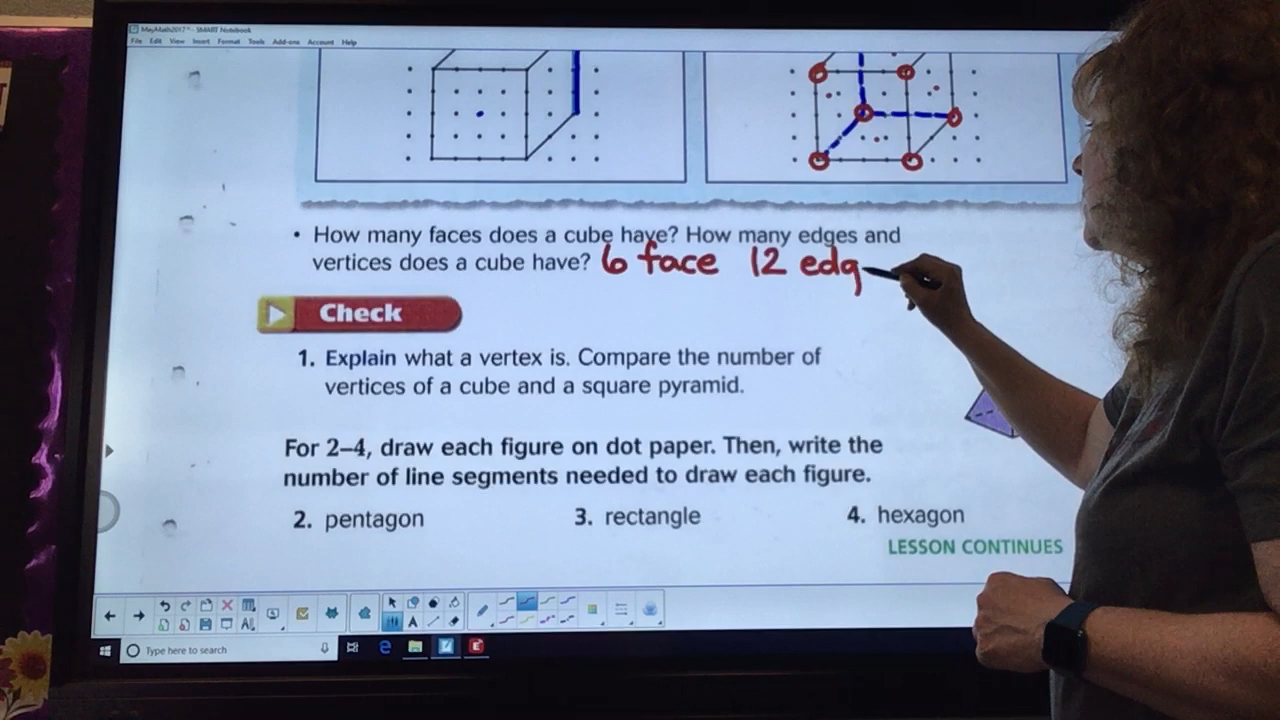 MayMath2017* - SMART Notebook
File Edit View Insert Format Tools Add-ons Account Help
• How many faces does a cube have? How many edges and
vertices does a cube have? 6 face 12 edg
Check
1. Explain what a vertex is. Compare the number of
vertices of a cube and a square pyramid.
For 2–4, draw each figure on dot paper. Then, write the
number of line segments needed to draw each figure.
2. pentagon 3. rectangle 4. hexagon
LESSON CONTINUES
Type here to search